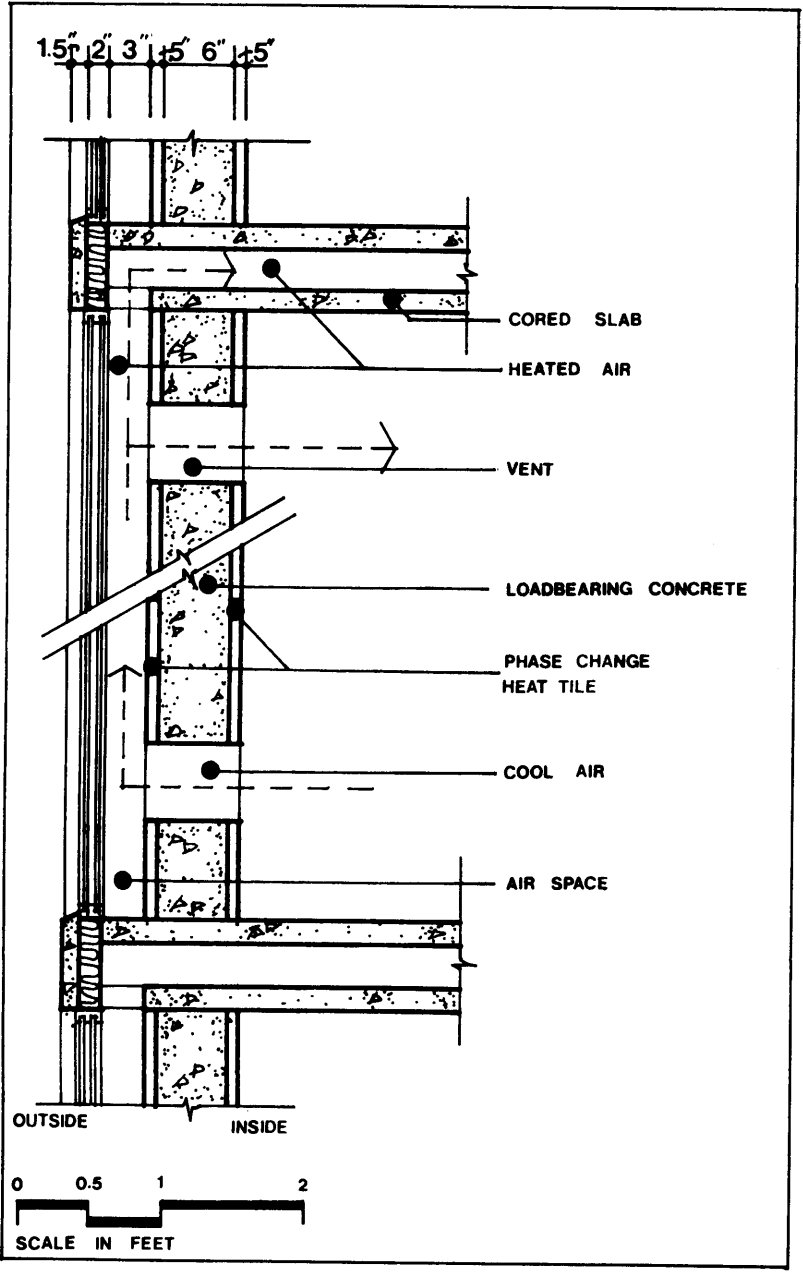 1.5" 2" 3" .5" 6" .5"
CORED SLAB
HEATED AIR
VENT
LOADBEARING CONCRETE
PHASE CHANGE
HEAT TILE
COOL AIR
AIR SPACE
OUTSIDE INSIDE
0 0.5 1 2
SCALE IN FEET